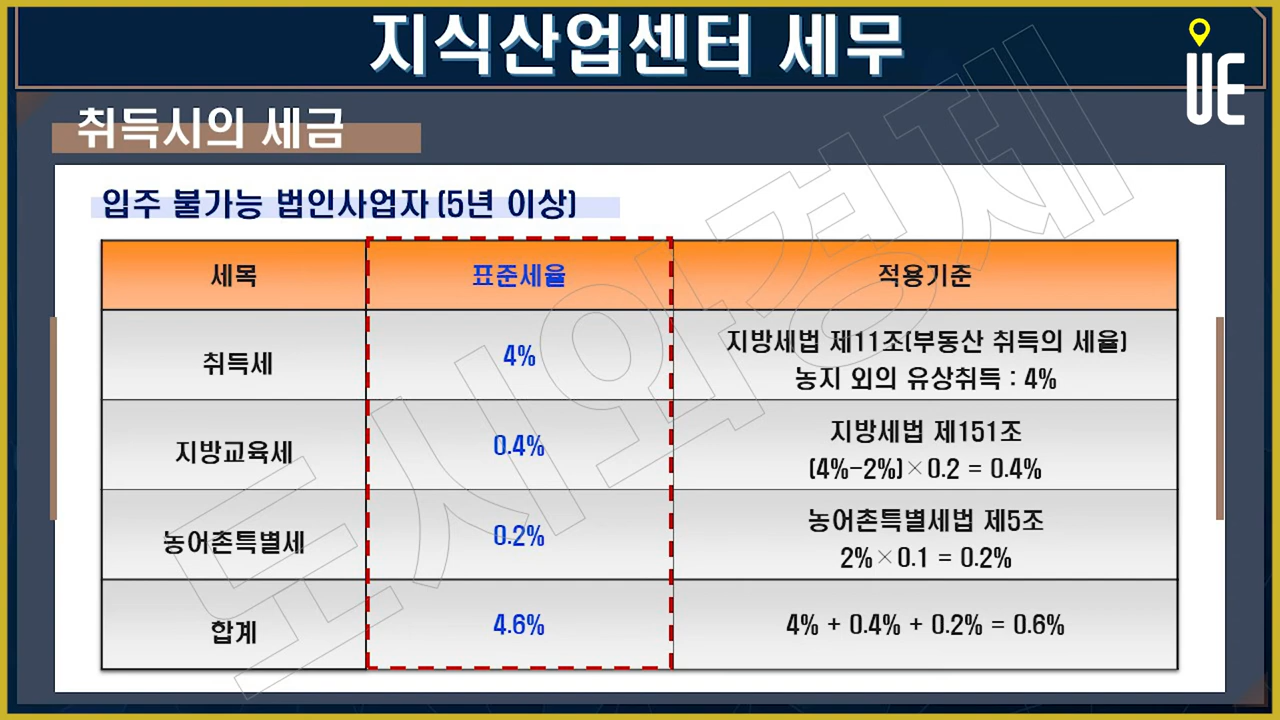 지식산업센터 세무
UE
취득시의 세금
입주 불가능 법인사업자 (5년 이상)
세목
표준세율
적용기준
취득세
4%
지방세법 제11조(부동산 취득의 세율)
농지 외의 유상취득 : 4%
지방교육세
0.4%
지방세법 제151조
(4%-2%)×0.2 = 0.4%
농어촌특별세
0.2%
농어촌특별세법 제5조
2%×0.1 = 0.2%
합계
4.6%
4% + 0.4% + 0.2% = 0.6%
도시와경제